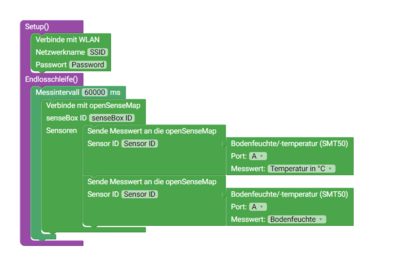 Setup()
Verbinde mit WLAN
Netzwerkname SSID
Passwort Password
Endlosschleife()
Messintervall 60000 ms
Verbinde mit openSenseMap
senseBox ID senseBox ID
Sensoren
Sende Messwert an die openSenseMap
Sensor ID Sensor ID
Bodenfeuchte/-temperatur (SMT50)
Port: A
Messwert: Temperatur in °C
Sende Messwert an die openSenseMap
Sensor ID Sensor ID
Bodenfeuchte/-temperatur (SMT50)
Port: A
Messwert: Bodenfeuchte